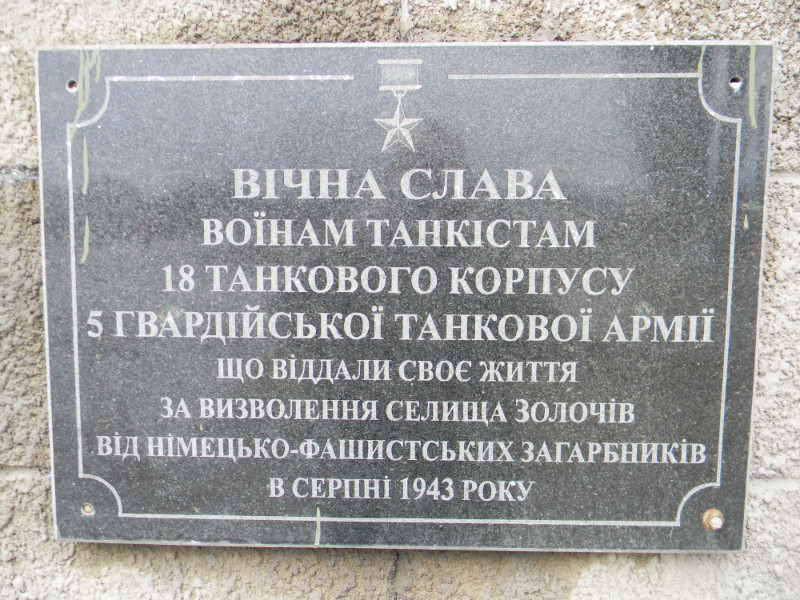 ВІЧНА СЛАВА
ВОЇНАМ ТАНКІСТАМ
18 ТАНКОВОГО КОРПУСУ
5 ГВАРДІЙСЬКОЇ ТАНКОВОЇ АРМІЇ
ЩО ВІДДАЛИ СВОЄ ЖИТТЯ
ЗА ВИЗВОЛЕННЯ СЕЛИЩА ЗОЛОЧІВ
ВІД НІМЕЦЬКО-ФАШИСТСЬКИХ ЗАГАРБНИКІВ
В СЕРПНІ 1943 РОКУ